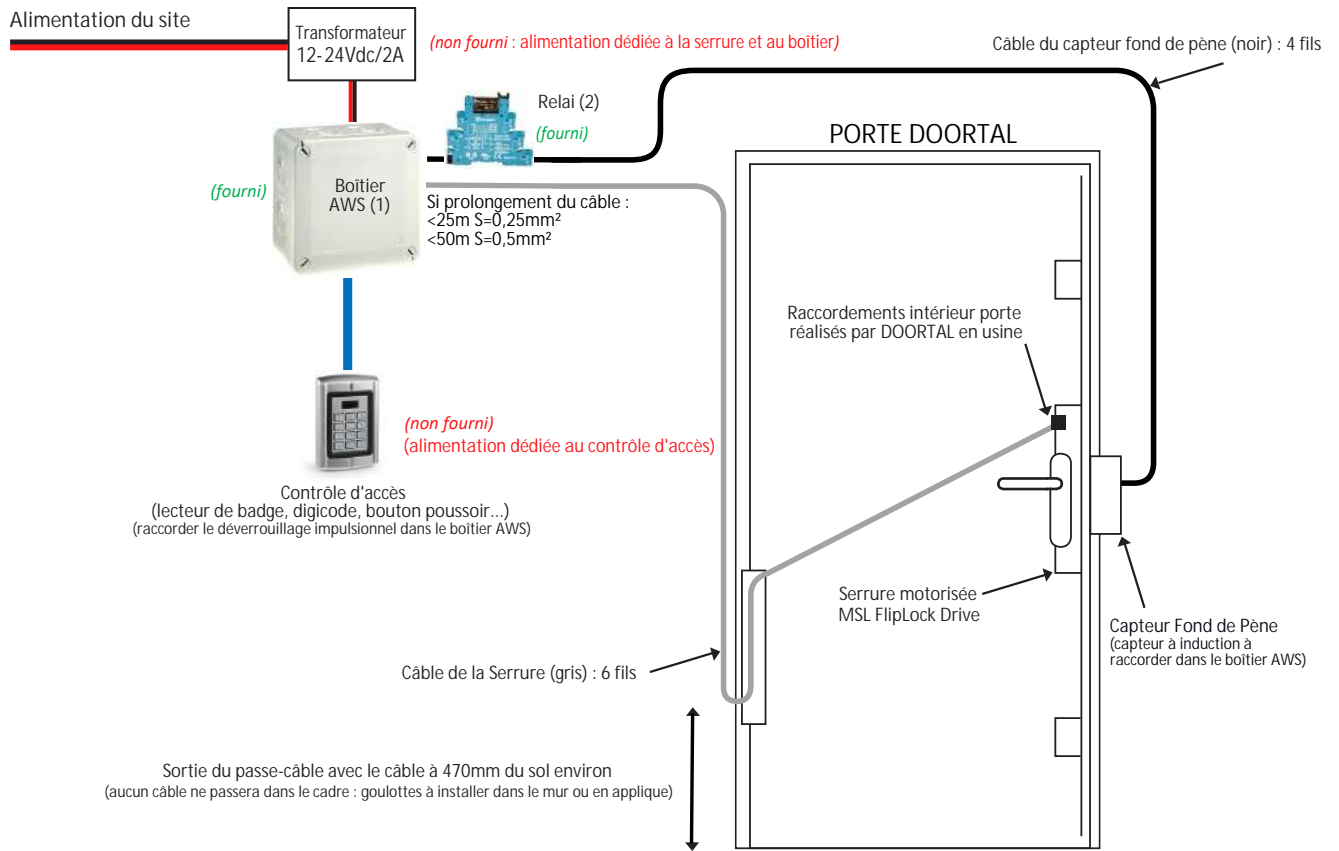 Alimentation du site
Transformateur
12-24Vdc/2A
(non fourni : alimentation dédiée à la serrure et au boîtier)
Câble du capteur fond de pène (noir) : 4 fils
Relai (2)
(fourni)
PORTE DOORTAL
(fourni)
Boîtier
AWS (1)
Si prolongement du câble :
<25m S=0,25mm²
<50m S=0,5mm²
Raccordements intérieur porte
réalisés par DOORTAL en usine
(non fourni)
(alimentation dédiée au contrôle d'accès)
Contrôle d'accès
(lecteur de badge, digicode, bouton poussoir...)
(raccorder le déverrouillage impulsionnel dans le boîtier AWS)
Serrure motorisée
MSL FlipLock Drive
Capteur Fond de Pène
(capteur à induction à
raccorder dans le boîtier AWS)
Câble de la Serrure (gris) : 6 fils
Sortie du passe-câble avec le câble à 470mm du sol environ
(aucun câble ne passera dans le cadre : goulottes à installer dans le mur ou en applique)